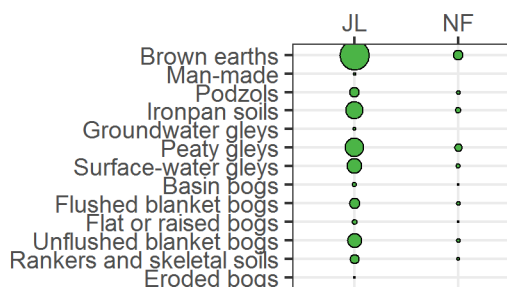 JL NF
Brown earths
Man-made
Podzols
Ironpan soils
Groundwater gleys
Peaty gleys
Surface-water gleys
Basin bogs
Flushed blanket bogs
Flat or raised bogs
Unflushed blanket bogs
Rankers and skeletal soils
Eroded bogs